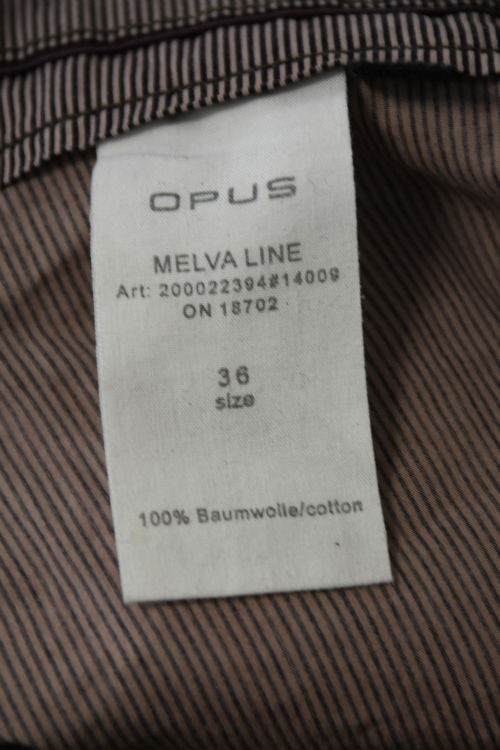 OPUS
MELVA LINE
Art: 200022394#14009
ON 18702
36
size
100% Baumwolle/cotton